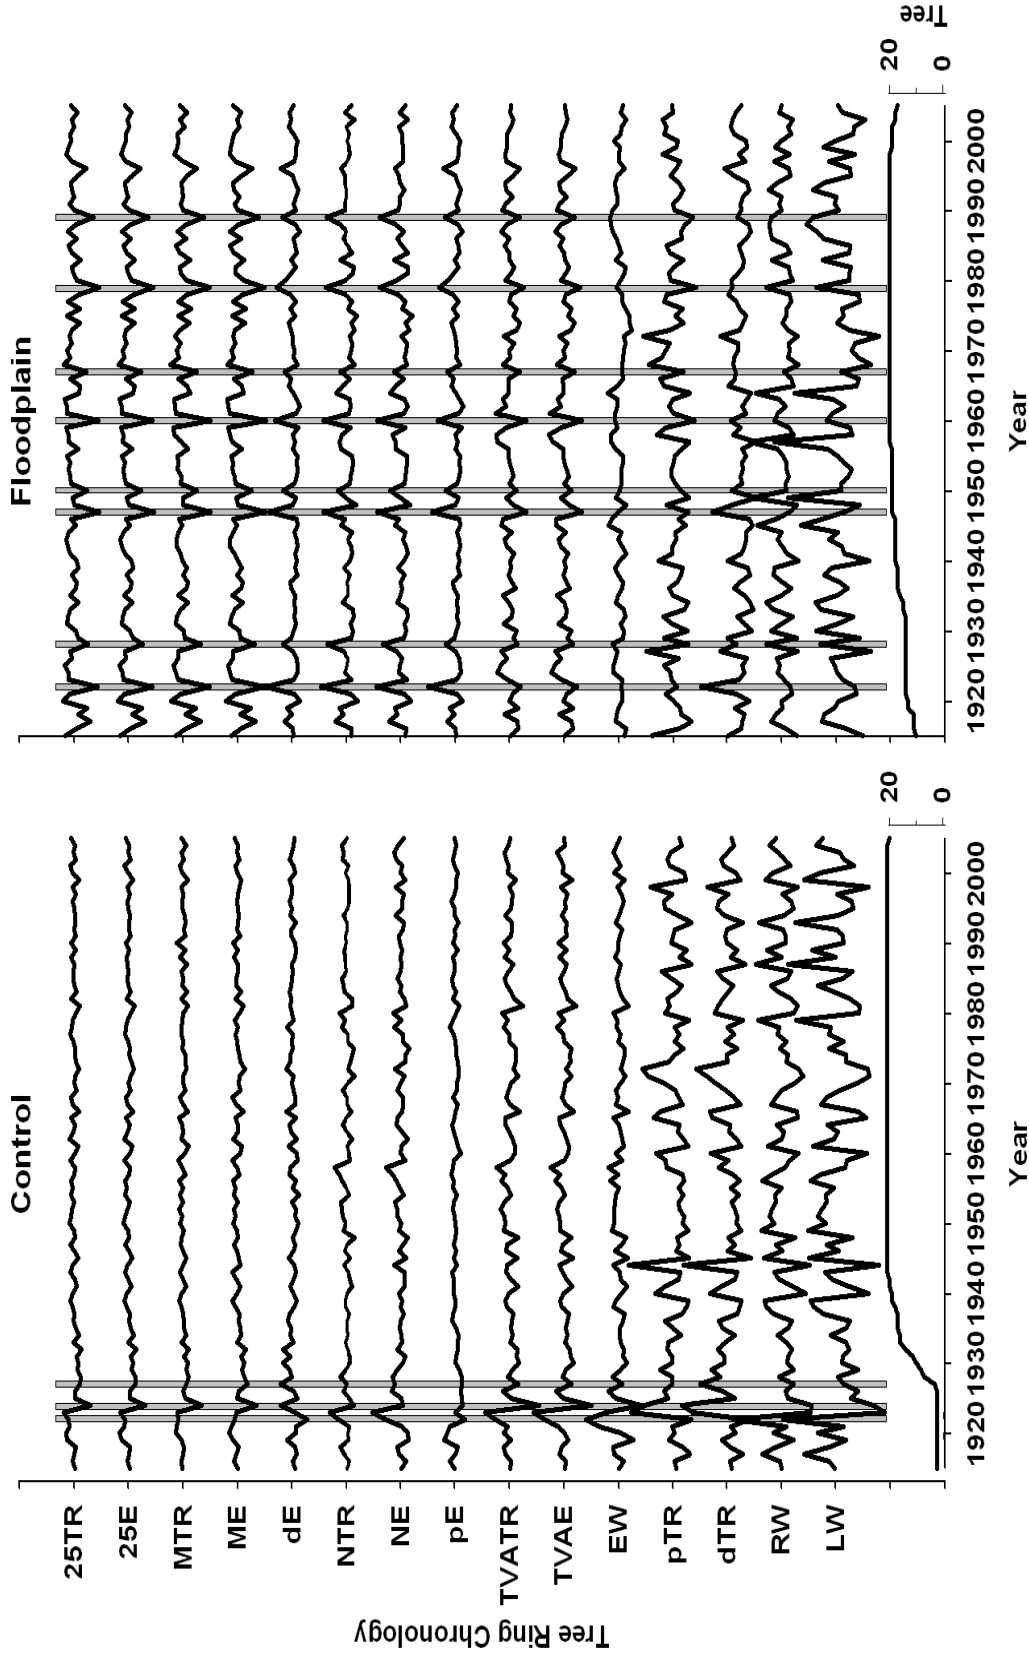 Control
Floodplain
Tree Ring Chronology
25TR
25E
MTR
ME
dE
NTR
NE
pE
TVATR
TVAE
EW
pTR
dTR
RW
LW
20
0
20
0
Tree
1920 1930 1940 1950 1960 1970 1980 1990 2000
1920 1930 1940 1950 1960 1970 1980 1990 2000
Year
Year